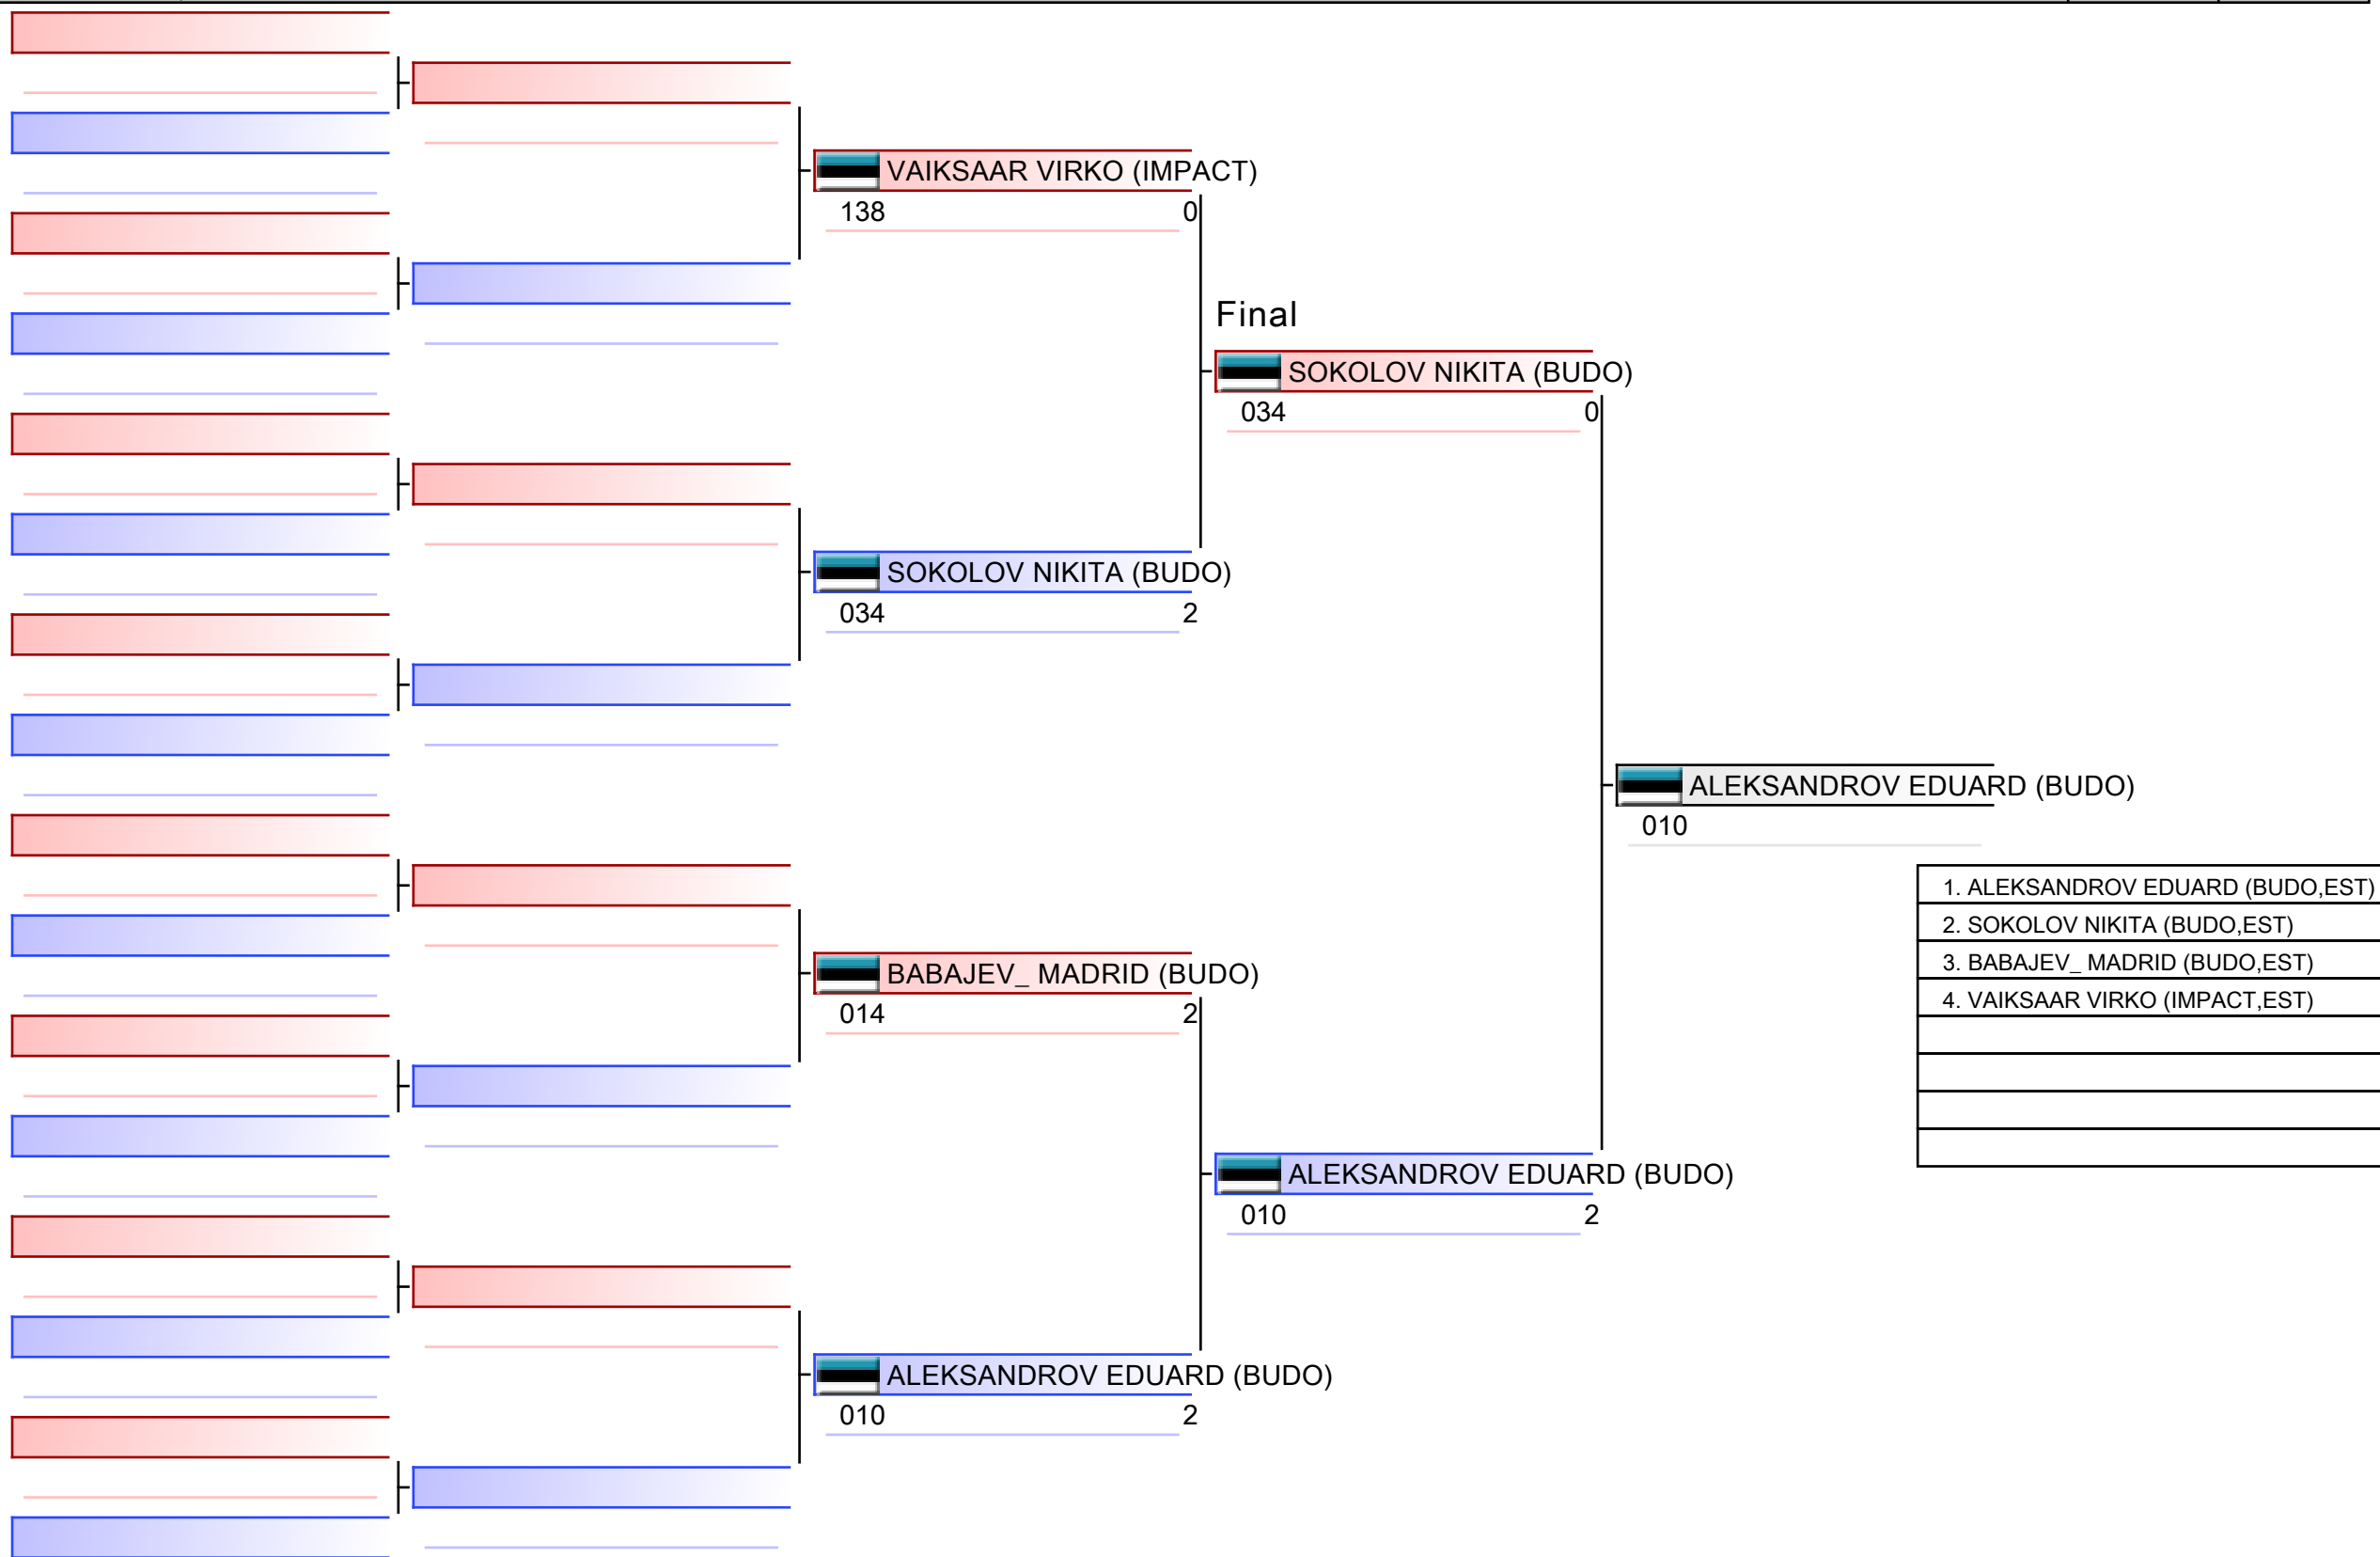 VAIKSAAR VIRKO (IMPACT)
138 0
Final
SOKOLOV NIKITA (BUDO)
034 0
SOKOLOV NIKITA (BUDO)
034 2
ALEKSANDROV EDUARD (BUDO)
010
1. ALEKSANDROV EDUARD (BUDO,EST)
2. SOKOLOV NIKITA (BUDO,EST)
3. BABAJEV_ MADRID (BUDO,EST)
4. VAIKSAAR VIRKO (IMPACT,EST)
BABAJEV_ MADRID (BUDO)
014 2
ALEKSANDROV EDUARD (BUDO)
010 2
ALEKSANDROV EDUARD (BUDO)
010 2